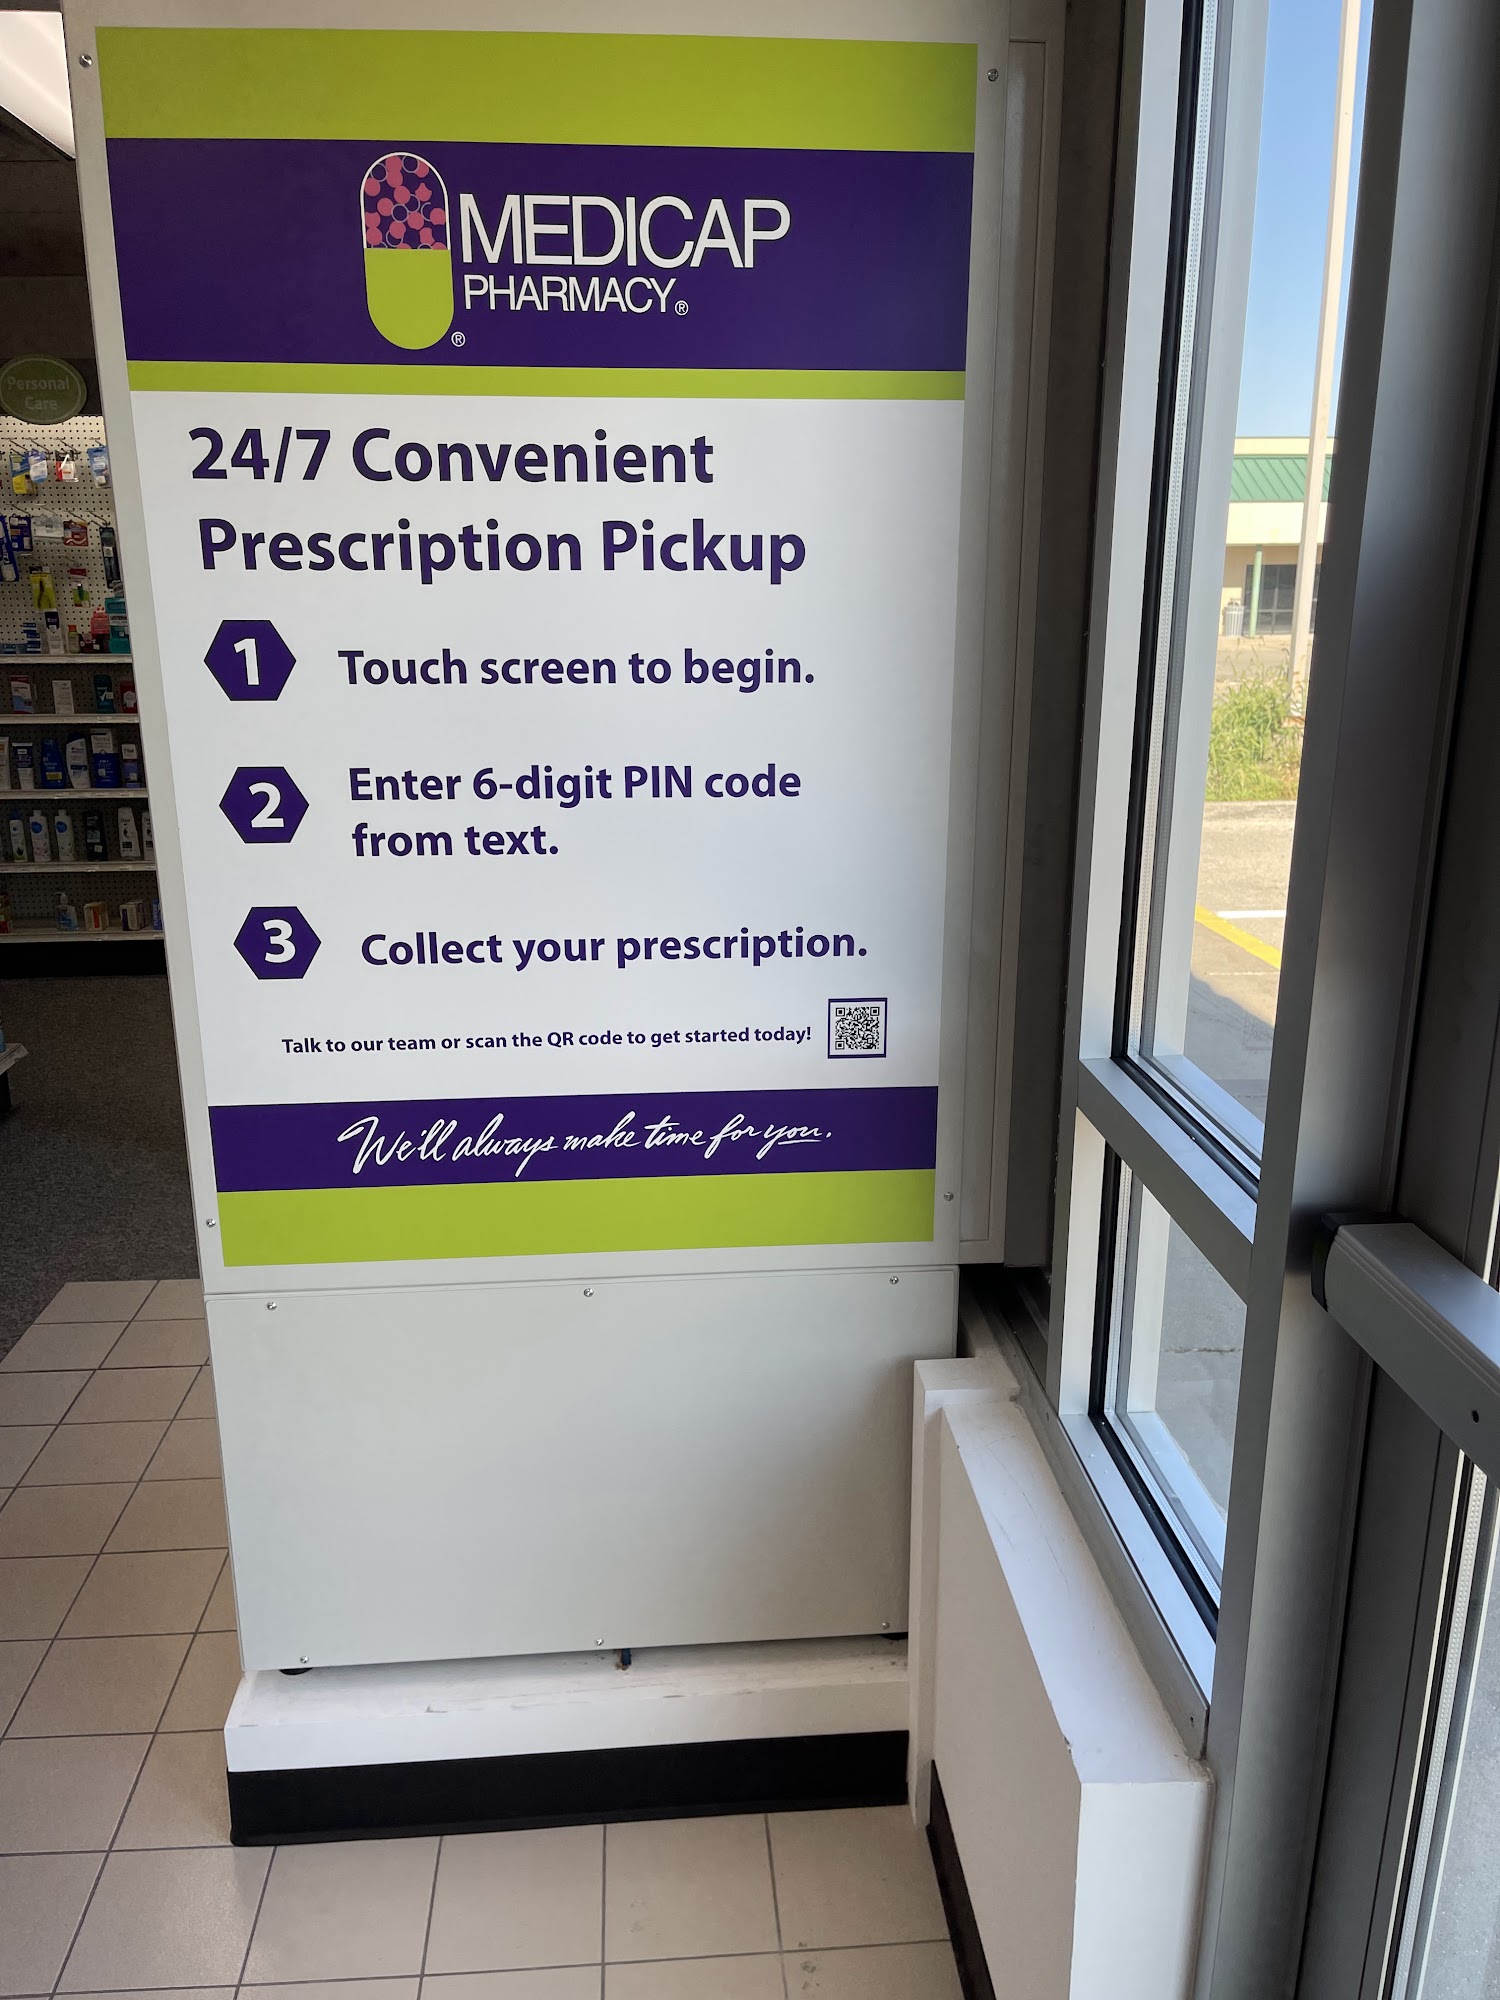 MEDICAP
PHARMACY®
®
24/7 Convenient
Prescription Pickup
1 Touch screen to begin.
2 Enter 6-digit PIN code
from text.
3 Collect your prescription.
Talk to our team or scan the QR code to get started today!
We'll always make time for you.
Personal
Care